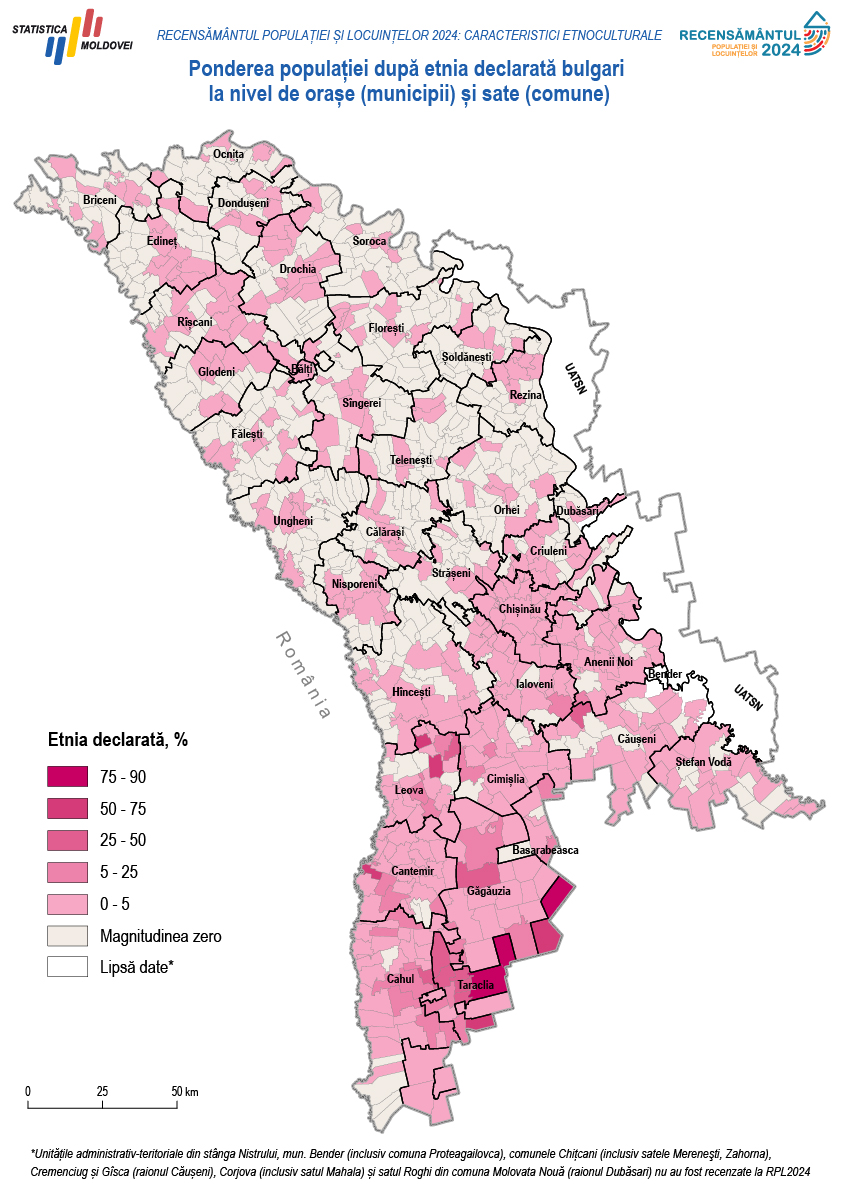 STATISTICA
MOLDOVEI
RECENSĂMÂNTUL POPULAȚIEI ȘI LOCUINȚELOR 2024: CARACTERISTICI ETNOCULTURALE
RECENSĂMÂNTUL
POPULAȚIEI ȘI
LOCUINȚELOR
2024
Ponderea populației după etnia declarată bulgari
la nivel de orașe (municipii) și sate (comune)
Ocnița
Briceni
Dondușeni
Edineț
Soroca
Drochia
Rîșcani
Florești
Șoldănești
Glodeni
Bălți
UATSN
Rezina
Sîngerei
Fălești
Telenești
Orhei
Dubăsari
Ungheni
Călărași
Criuleni
Strășeni
Nisporeni
Chișinău
Anenii Noi
Bender
Ialoveni
Hîncești
UATSN
România
Căușeni
Ștefan Vodă
Cimișlia
Leova
Basarabeasca
Cantemir
Găgăuzia
Cahul
Taraclia
Etnia declarată, %
75 - 90
50 - 75
25 - 50
5 - 25
0 - 5
Magnitudinea zero
Lipsă date*
0 25 50 km
*Unitățile administrativ-teritoriale din stânga Nistrului, mun. Bender (inclusiv comuna Proteagailovca), comunele Chițcani (inclusiv satele Merenești, Zahorna),
Cremenciug și Gîsca (raionul Căușeni), Corjova (inclusiv satul Mahala) și satul Roghi din comuna Molovata Nouă (raionul Dubăsari) nu au fost recenzate la RPL2024